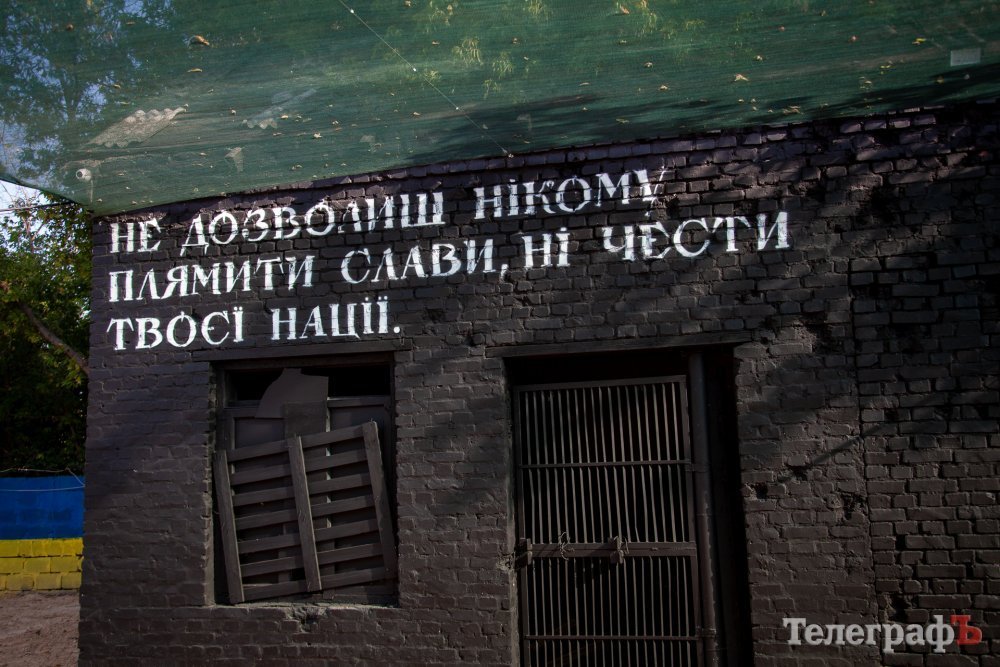 НЕ ДОЗВОЛИШ НІКОМУ
ПЛЯМИТИ СЛАВИ, НІ ЧЕСТИ
ТВОЄЇ НАЦІЇ.
ТелеграфЪ